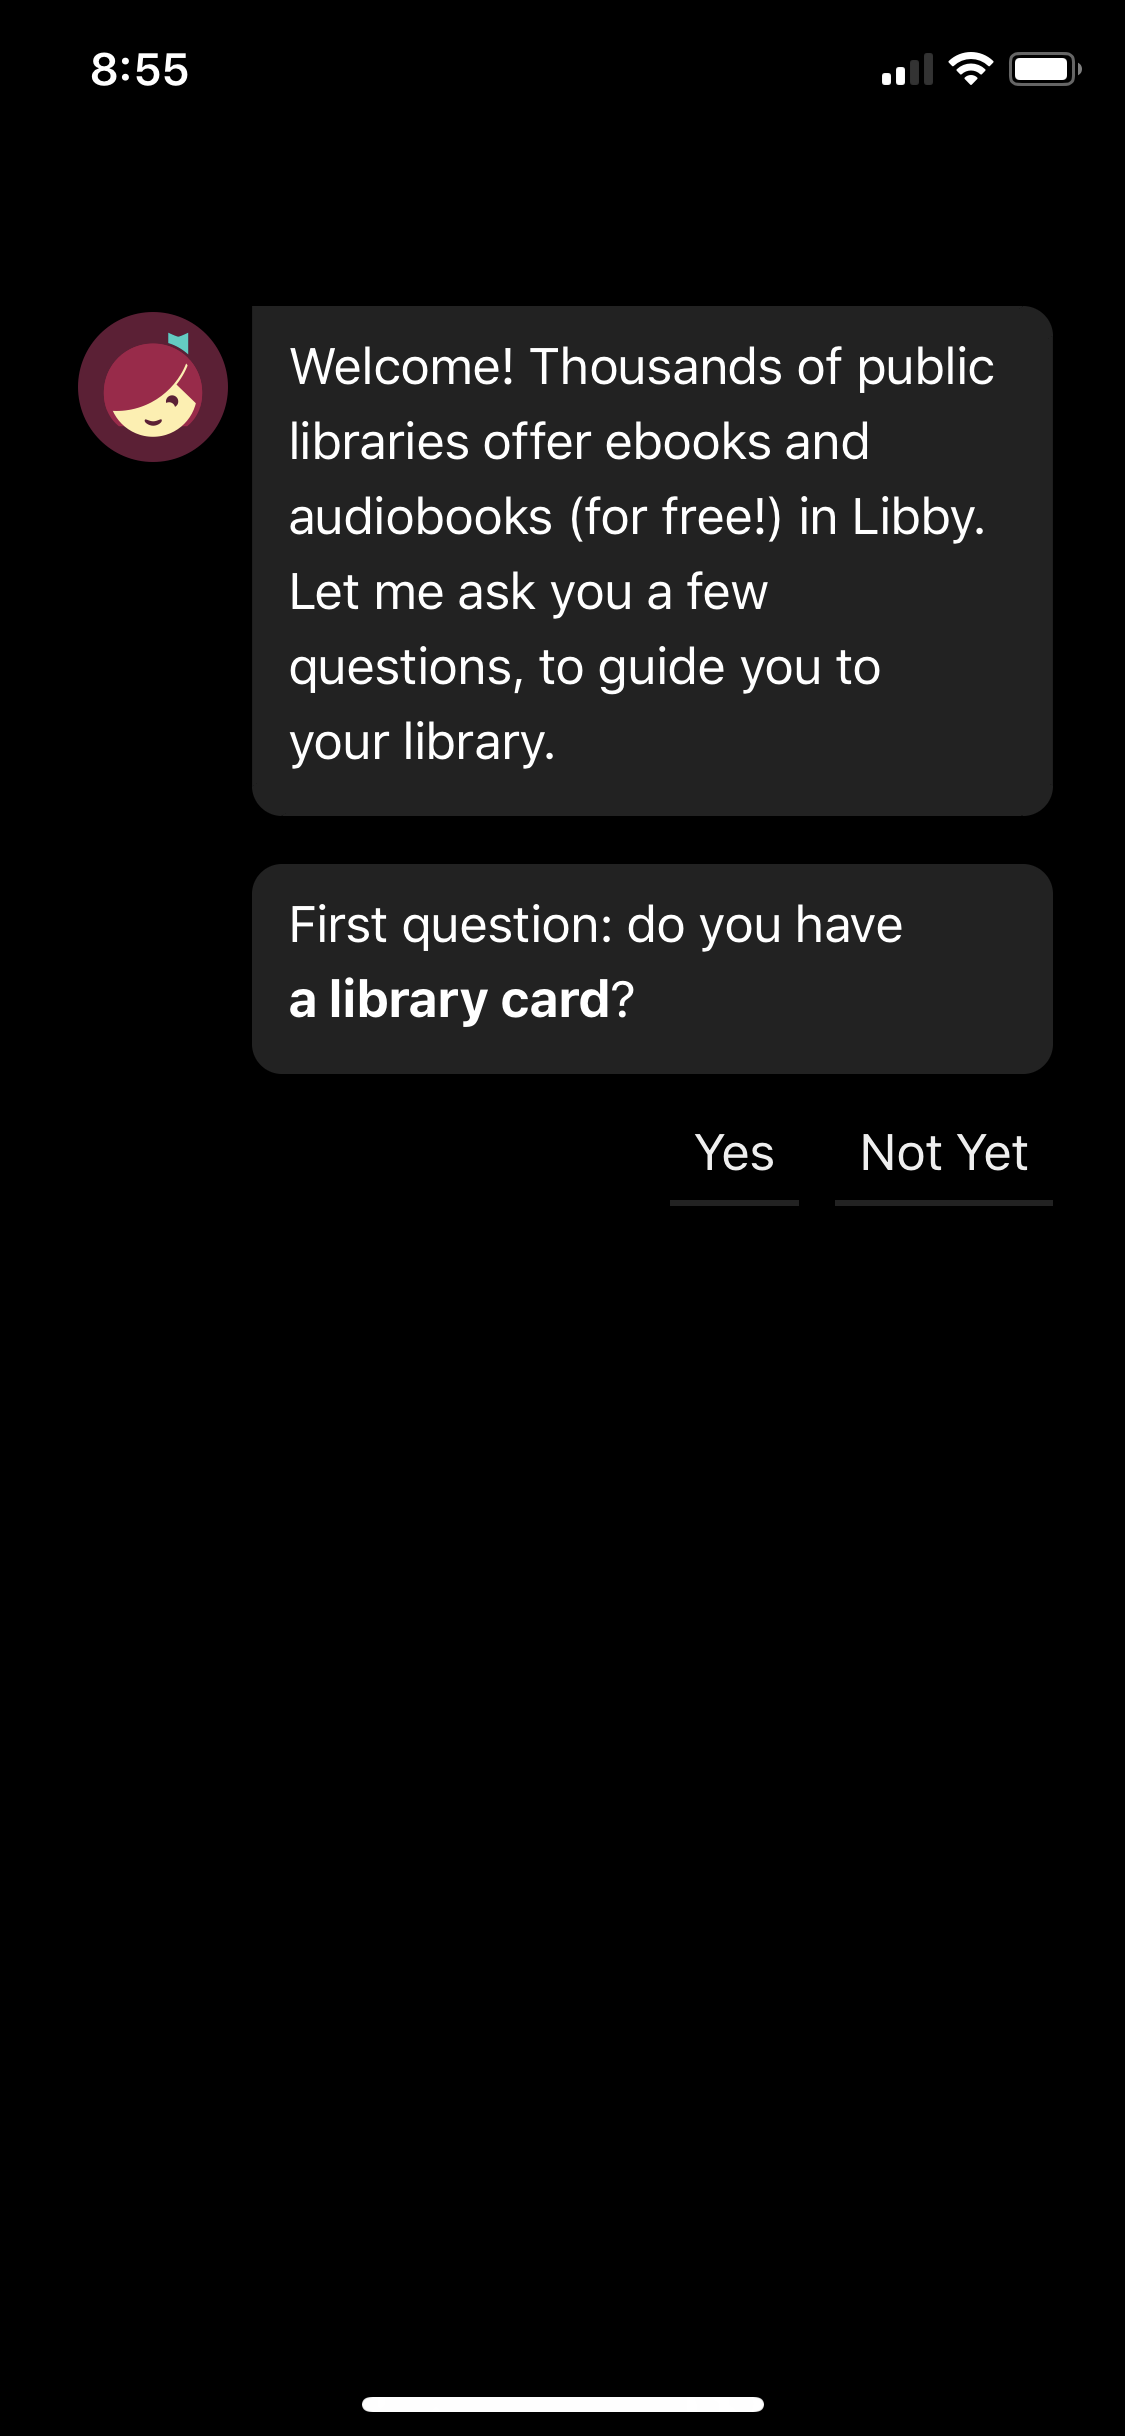 8:55
Welcome! Thousands of public
libraries offer ebooks and
audiobooks (for free!) in Libby.
Let me ask you a few
questions, to guide you to
your library.
First question: do you have
a library card?
Yes Not Yet